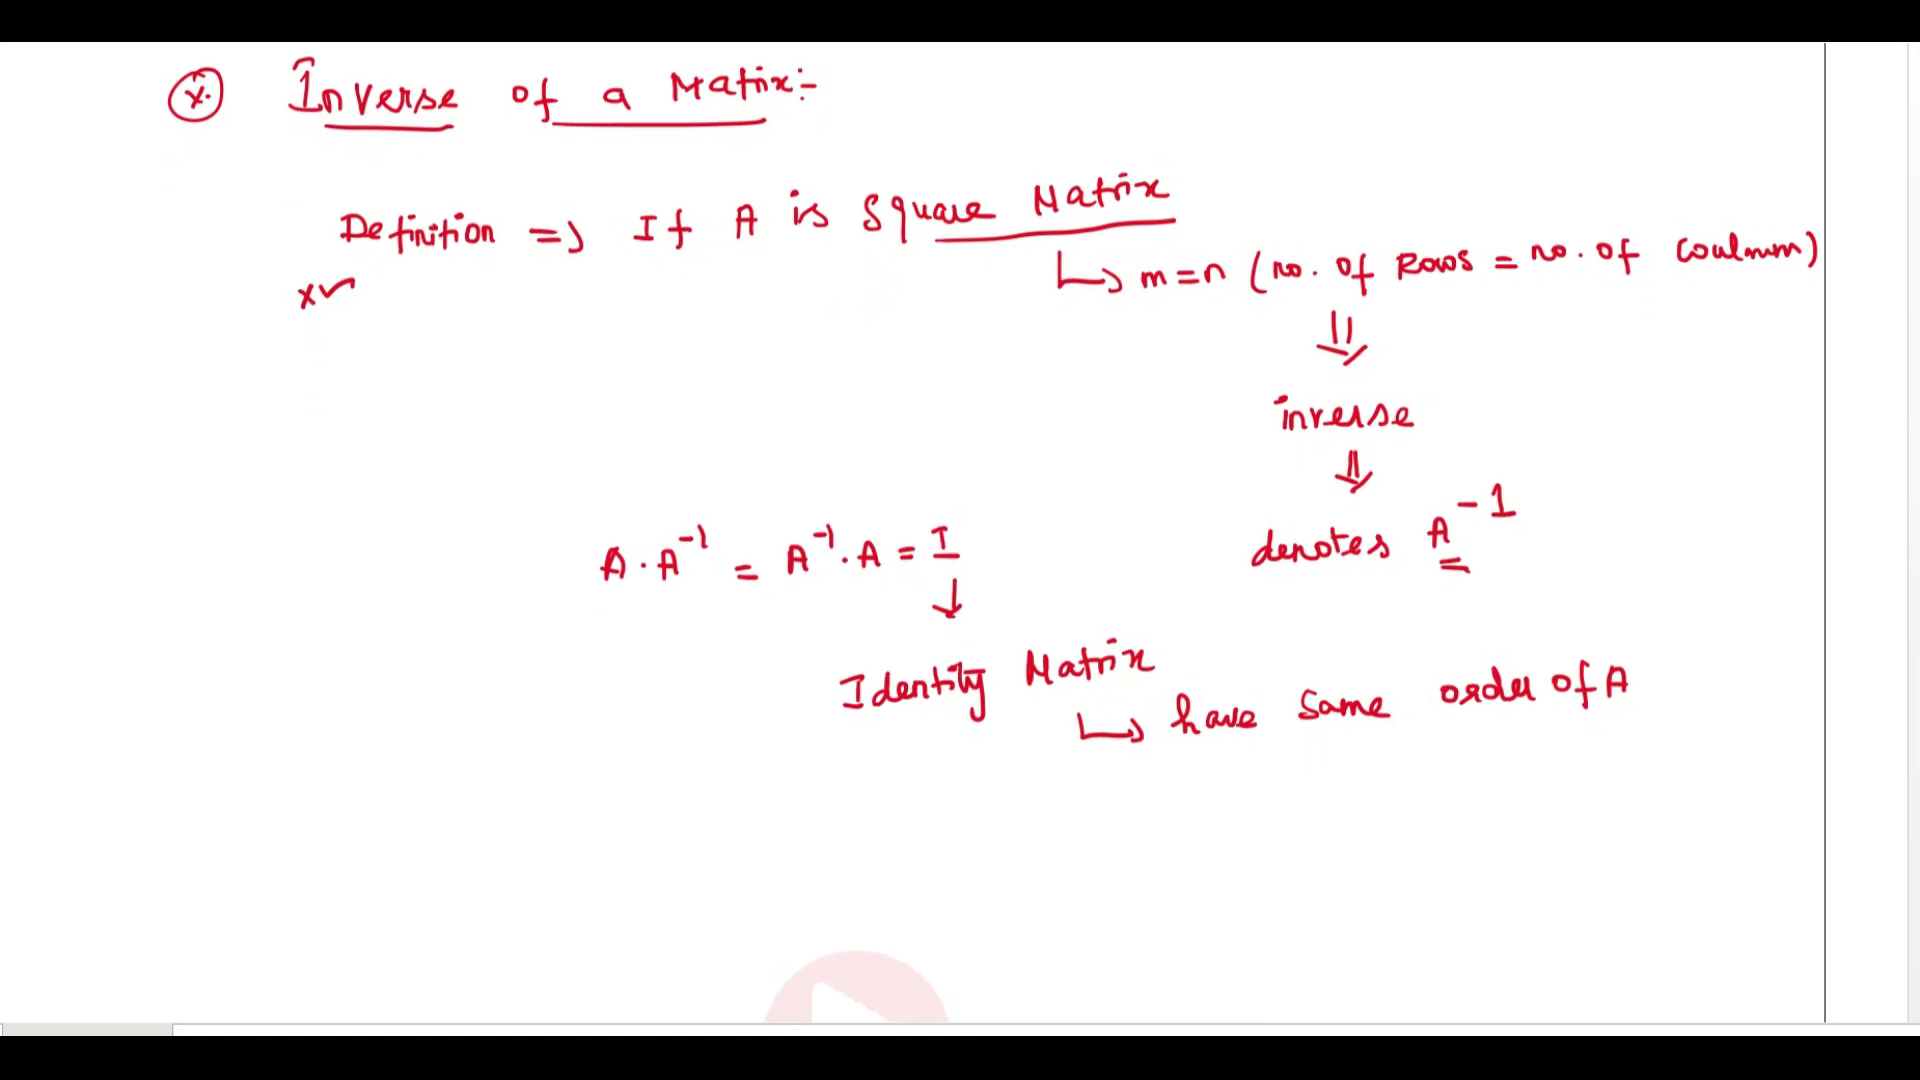 Inverse of a Matrix:-
Definition => If A is Square Matrix
m=n (no. of Rows = no. of Coulmm)
inverse
denotes A⁻¹
A·A⁻¹ = A⁻¹·A = I
Identity Matrix
have same order of A